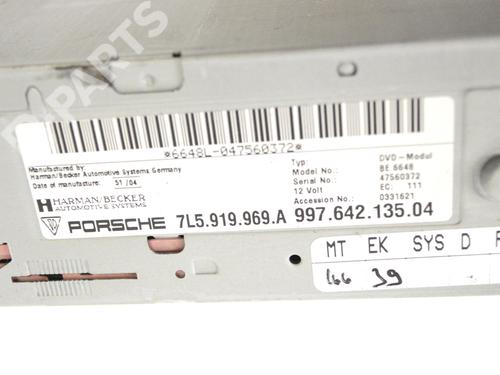 B-PARTS
*6648L-047560372*
Manufactured by:
Harman/Becker Automotive Systems Germany
Date of manufacture: 51/04
HARMAN/BECKER
AUTOMOTIVE SYSTEMS
Typ: DVD-Modul
Model No.: BE 6648
Serial No.: 47560372
12 Volt EC: 111
Accession No.: 0331621
PORSCHE 7L5.919.969.A 997.642.135.04
MT EK SYS D
166 39